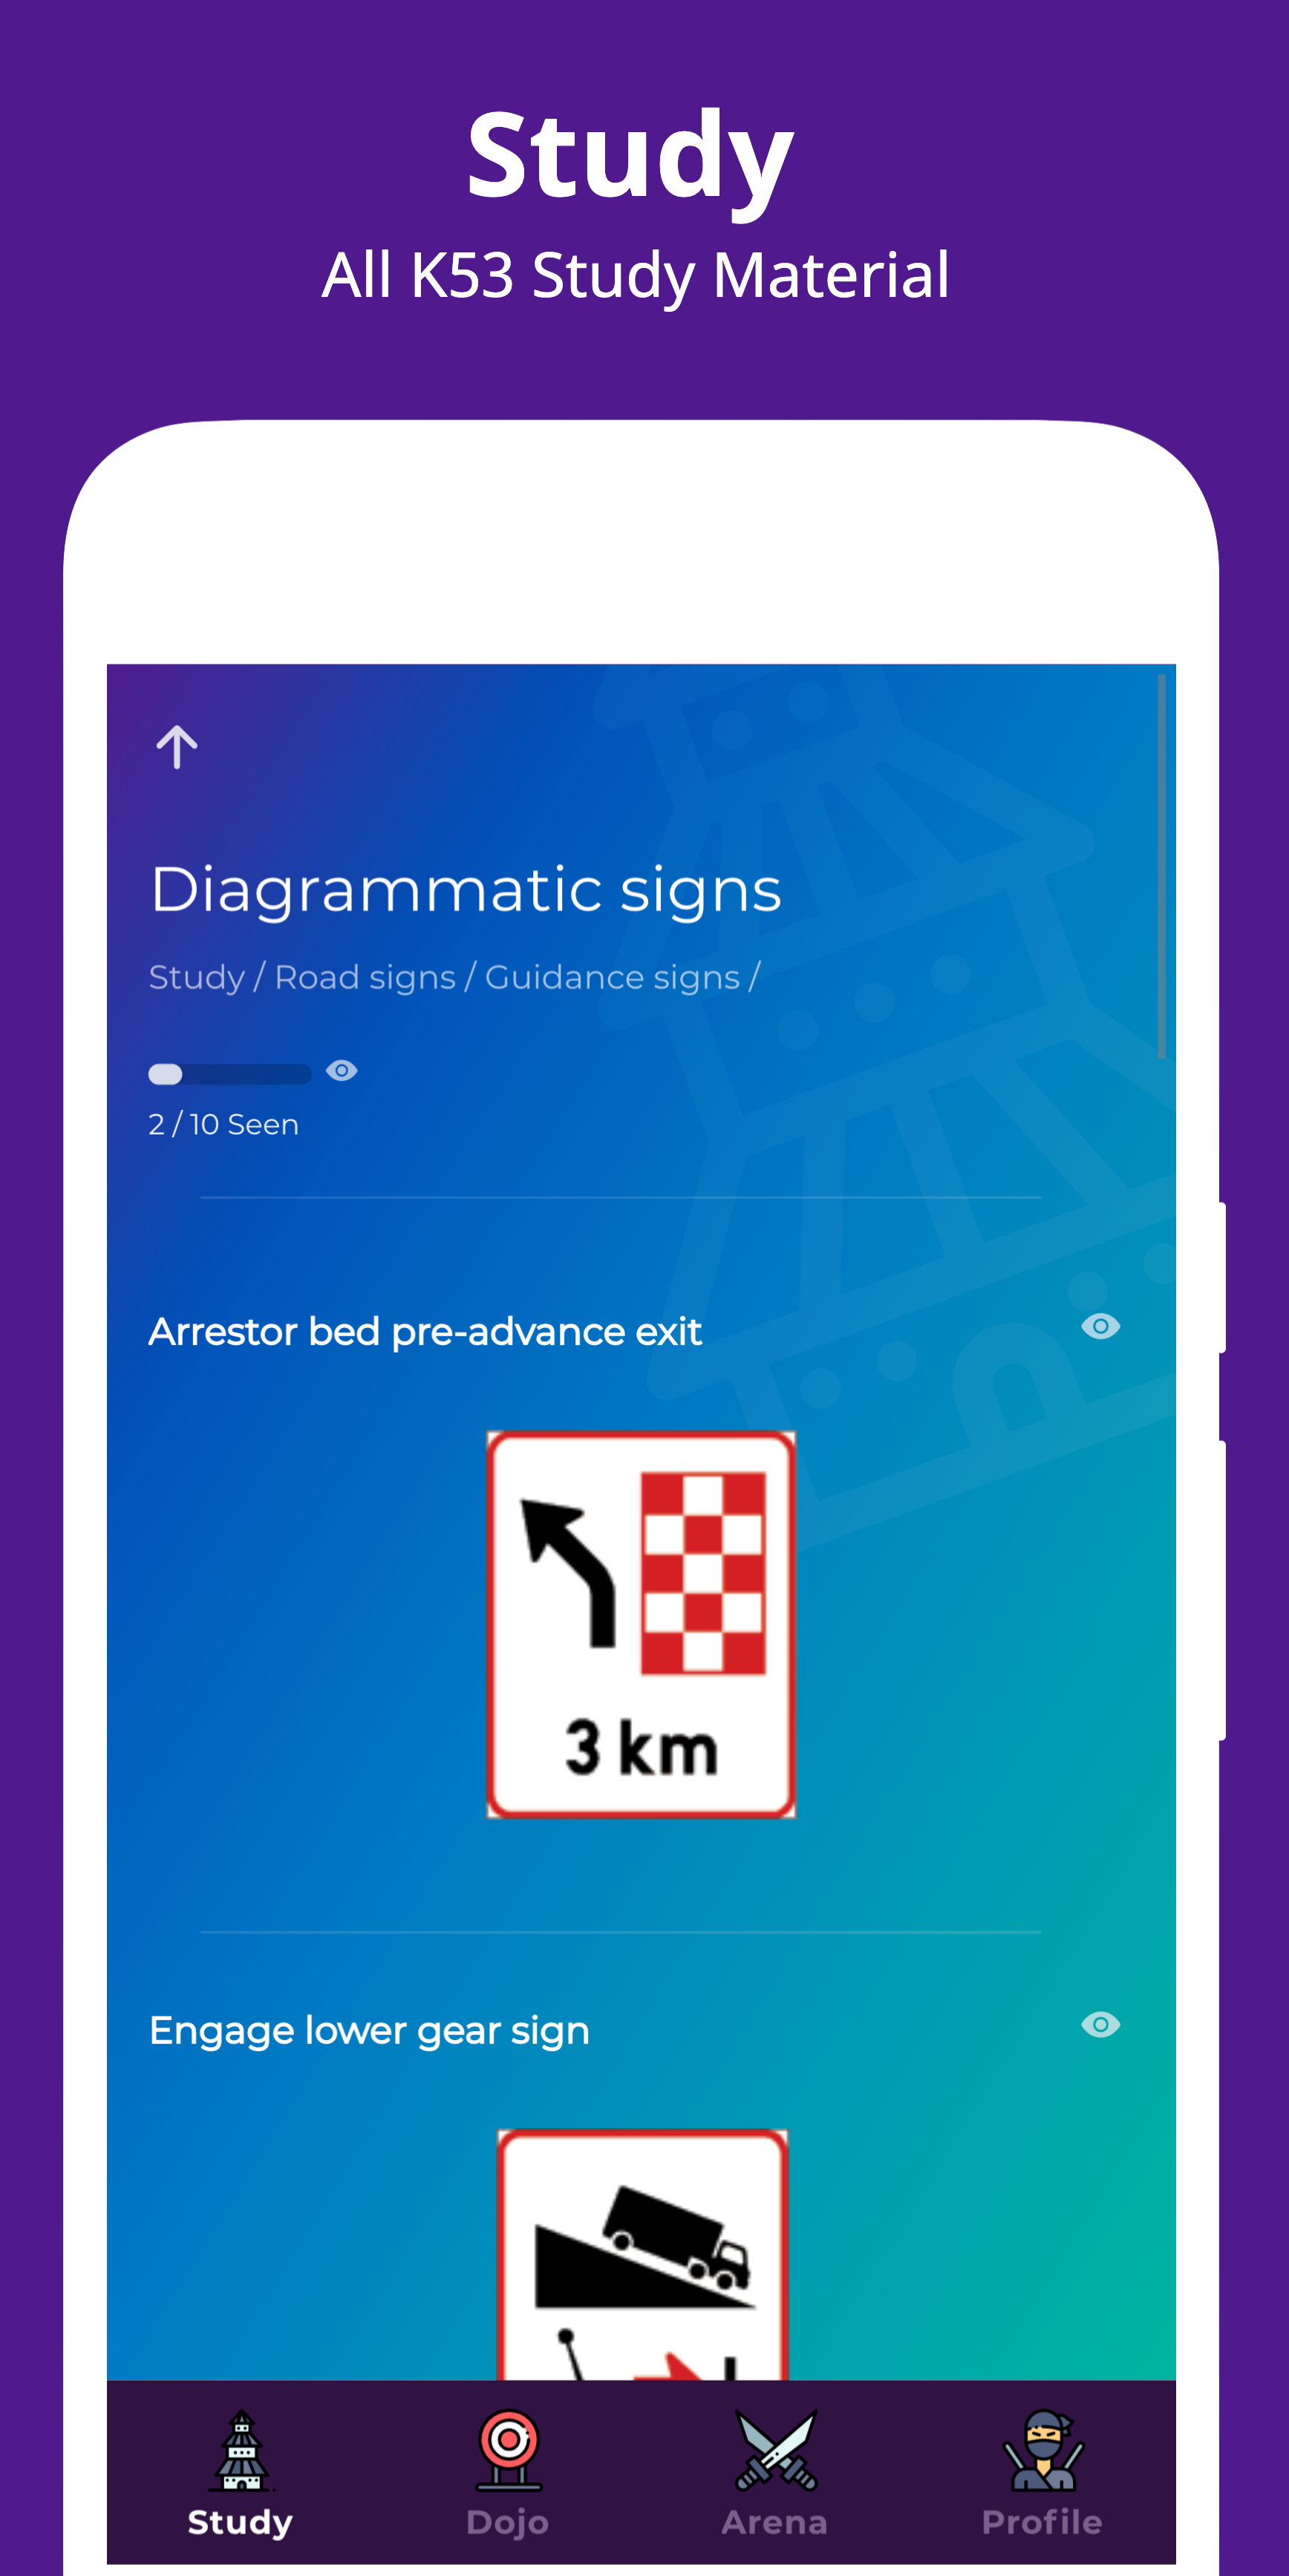 Study
All K53 Study Material
Diagrammatic signs
Study / Road signs / Guidance signs /
2 / 10 Seen
Arrestor bed pre-advance exit
3 km
Engage lower gear sign
Study
Dojo
Arena
Profile